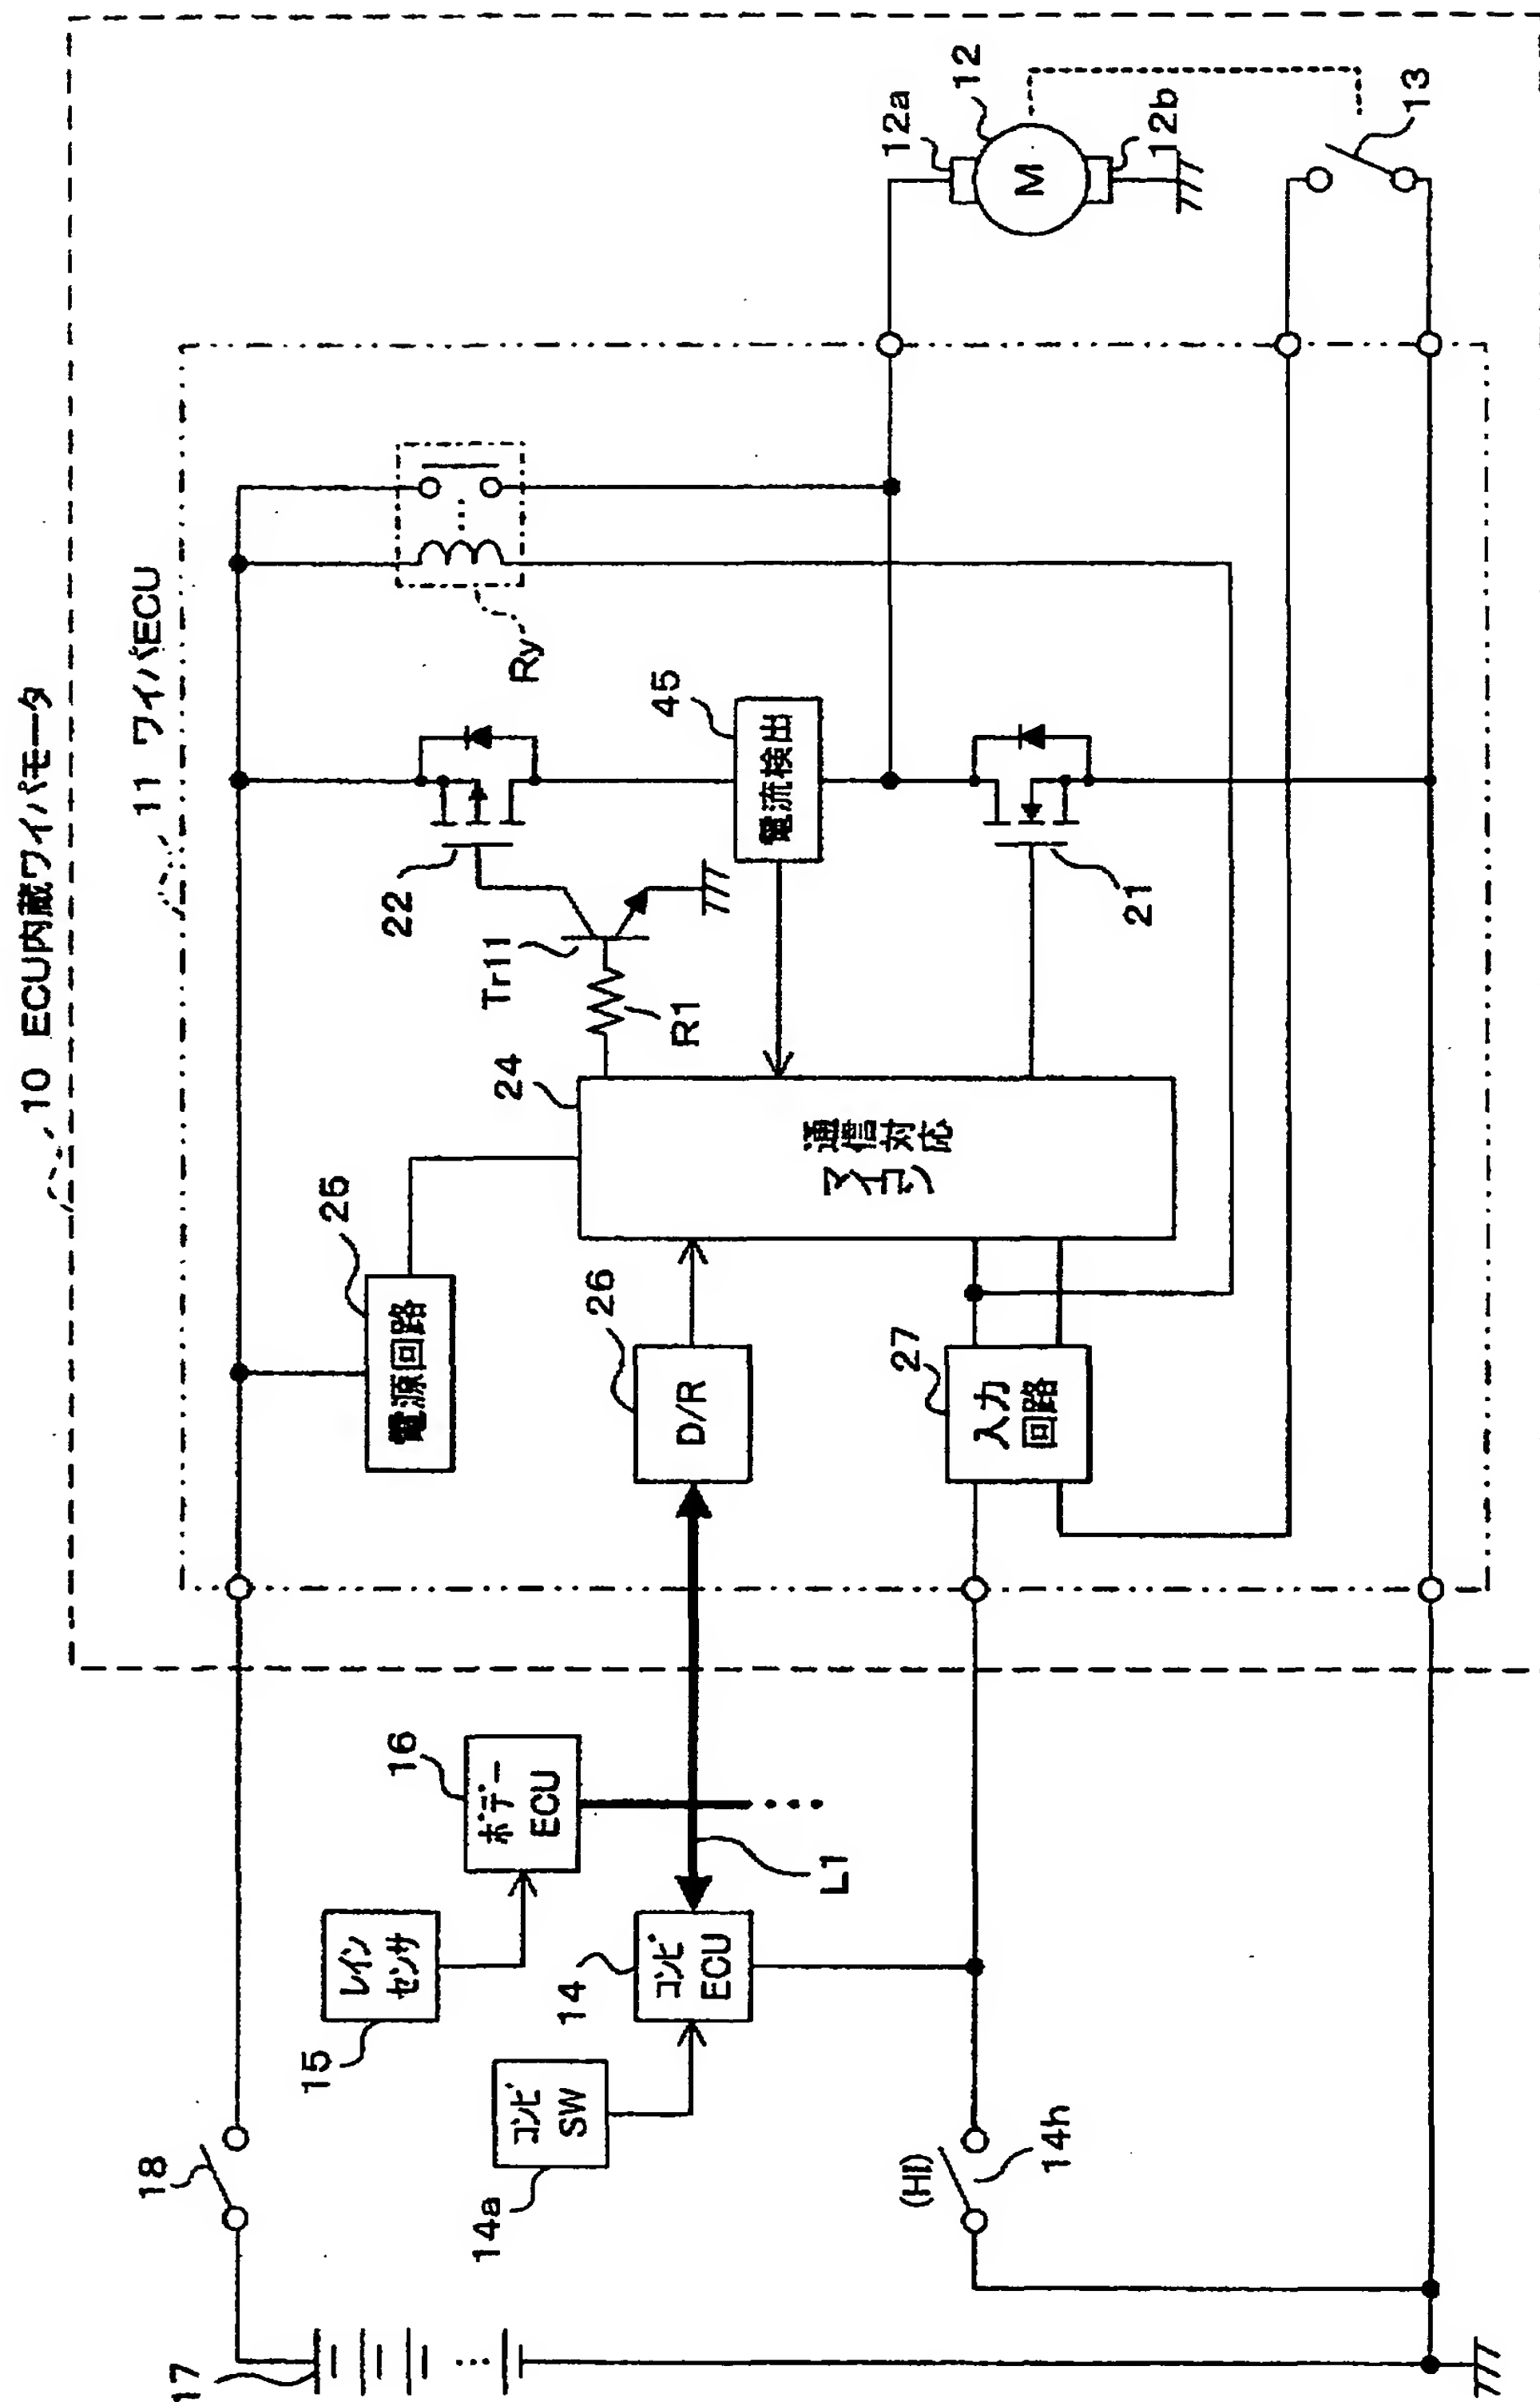 10 ECU内蔵ワイパモータ
11 ワイパECU
17
18
15
レイン
センサ
16
ボデー
ECU
14a
コンビ
SW
14
コンビ
ECU
L1
(HI)
14h
25
電源回路
26
D/R
27
入力
回路
24
通信対応
マイコン
R1
Tr11
22
45
電流検出
21
Ry
12a
12
M
12b
13